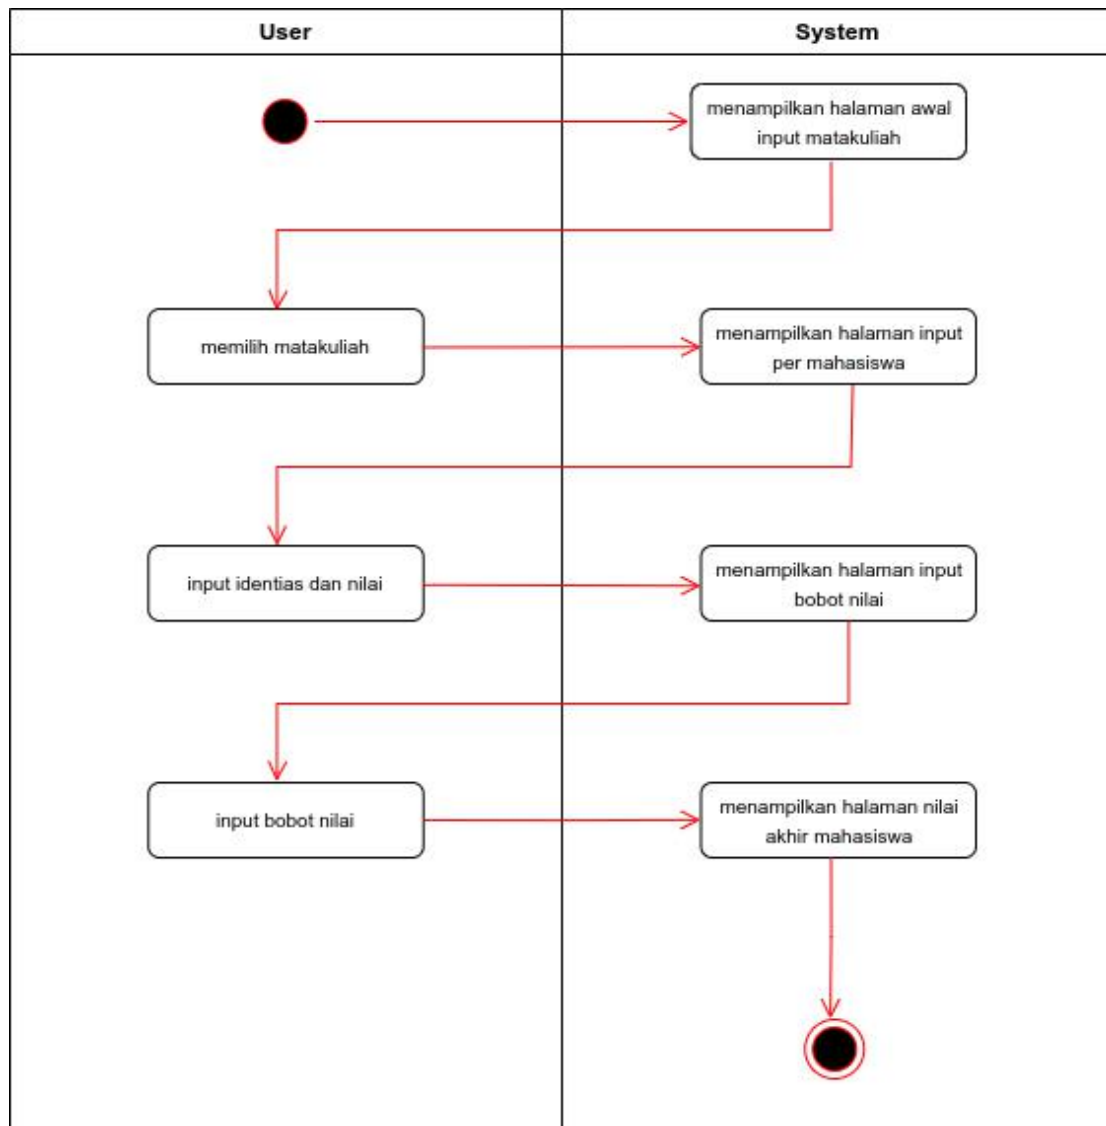 User
System
menampilkan halaman awal
input matakuliah
memilih matakuliah
menampilkan halaman input
per mahasiswa
input identias dan nilai
menampilkan halaman input
bobot nilai
input bobot nilai
menampilkan halaman nilai
akhir mahasiswa